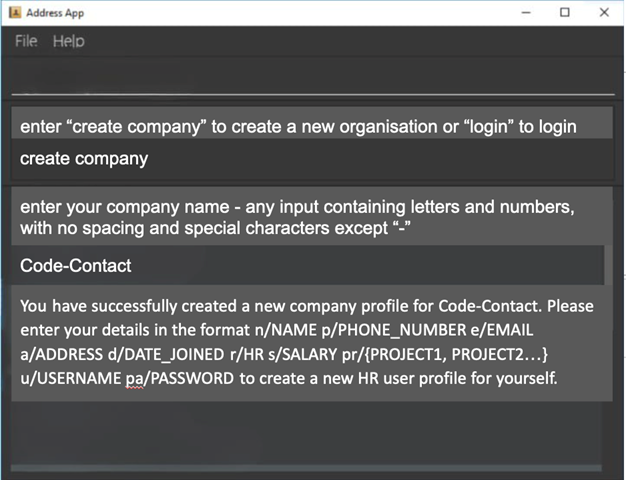 Address App
File Help
enter “create company” to create a new organisation or “login” to login
create company
enter your company name - any input containing letters and numbers,
with no spacing and special characters except “-”
Code-Contact
You have successfully created a new company profile for Code-Contact. Please
enter your details in the format n/NAME p/PHONE_NUMBER e/EMAIL
a/ADDRESS d/DATE_JOINED r/HR s/SALARY pr/{PROJECT1, PROJECT2…}
u/USERNAME pa/PASSWORD to create a new HR user profile for yourself.